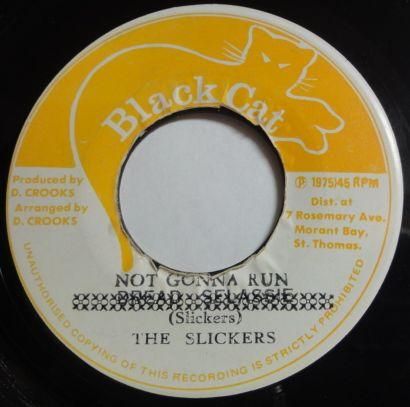 Black Cat
Produced by
D. CROOKS
Arranged by
D. CROOKS
Ⓟ 1975/45 RPM
Dist. at
7 Rosemary Ave.
Morant Bay,
St. Thomas.
NOT GONNA RUN
DREAD SELASSIE
(Slickers)
THE SLICKERS
UNAUTHORISED COPYING OF THIS RECORDING IS STRICTLY PROHIBITED